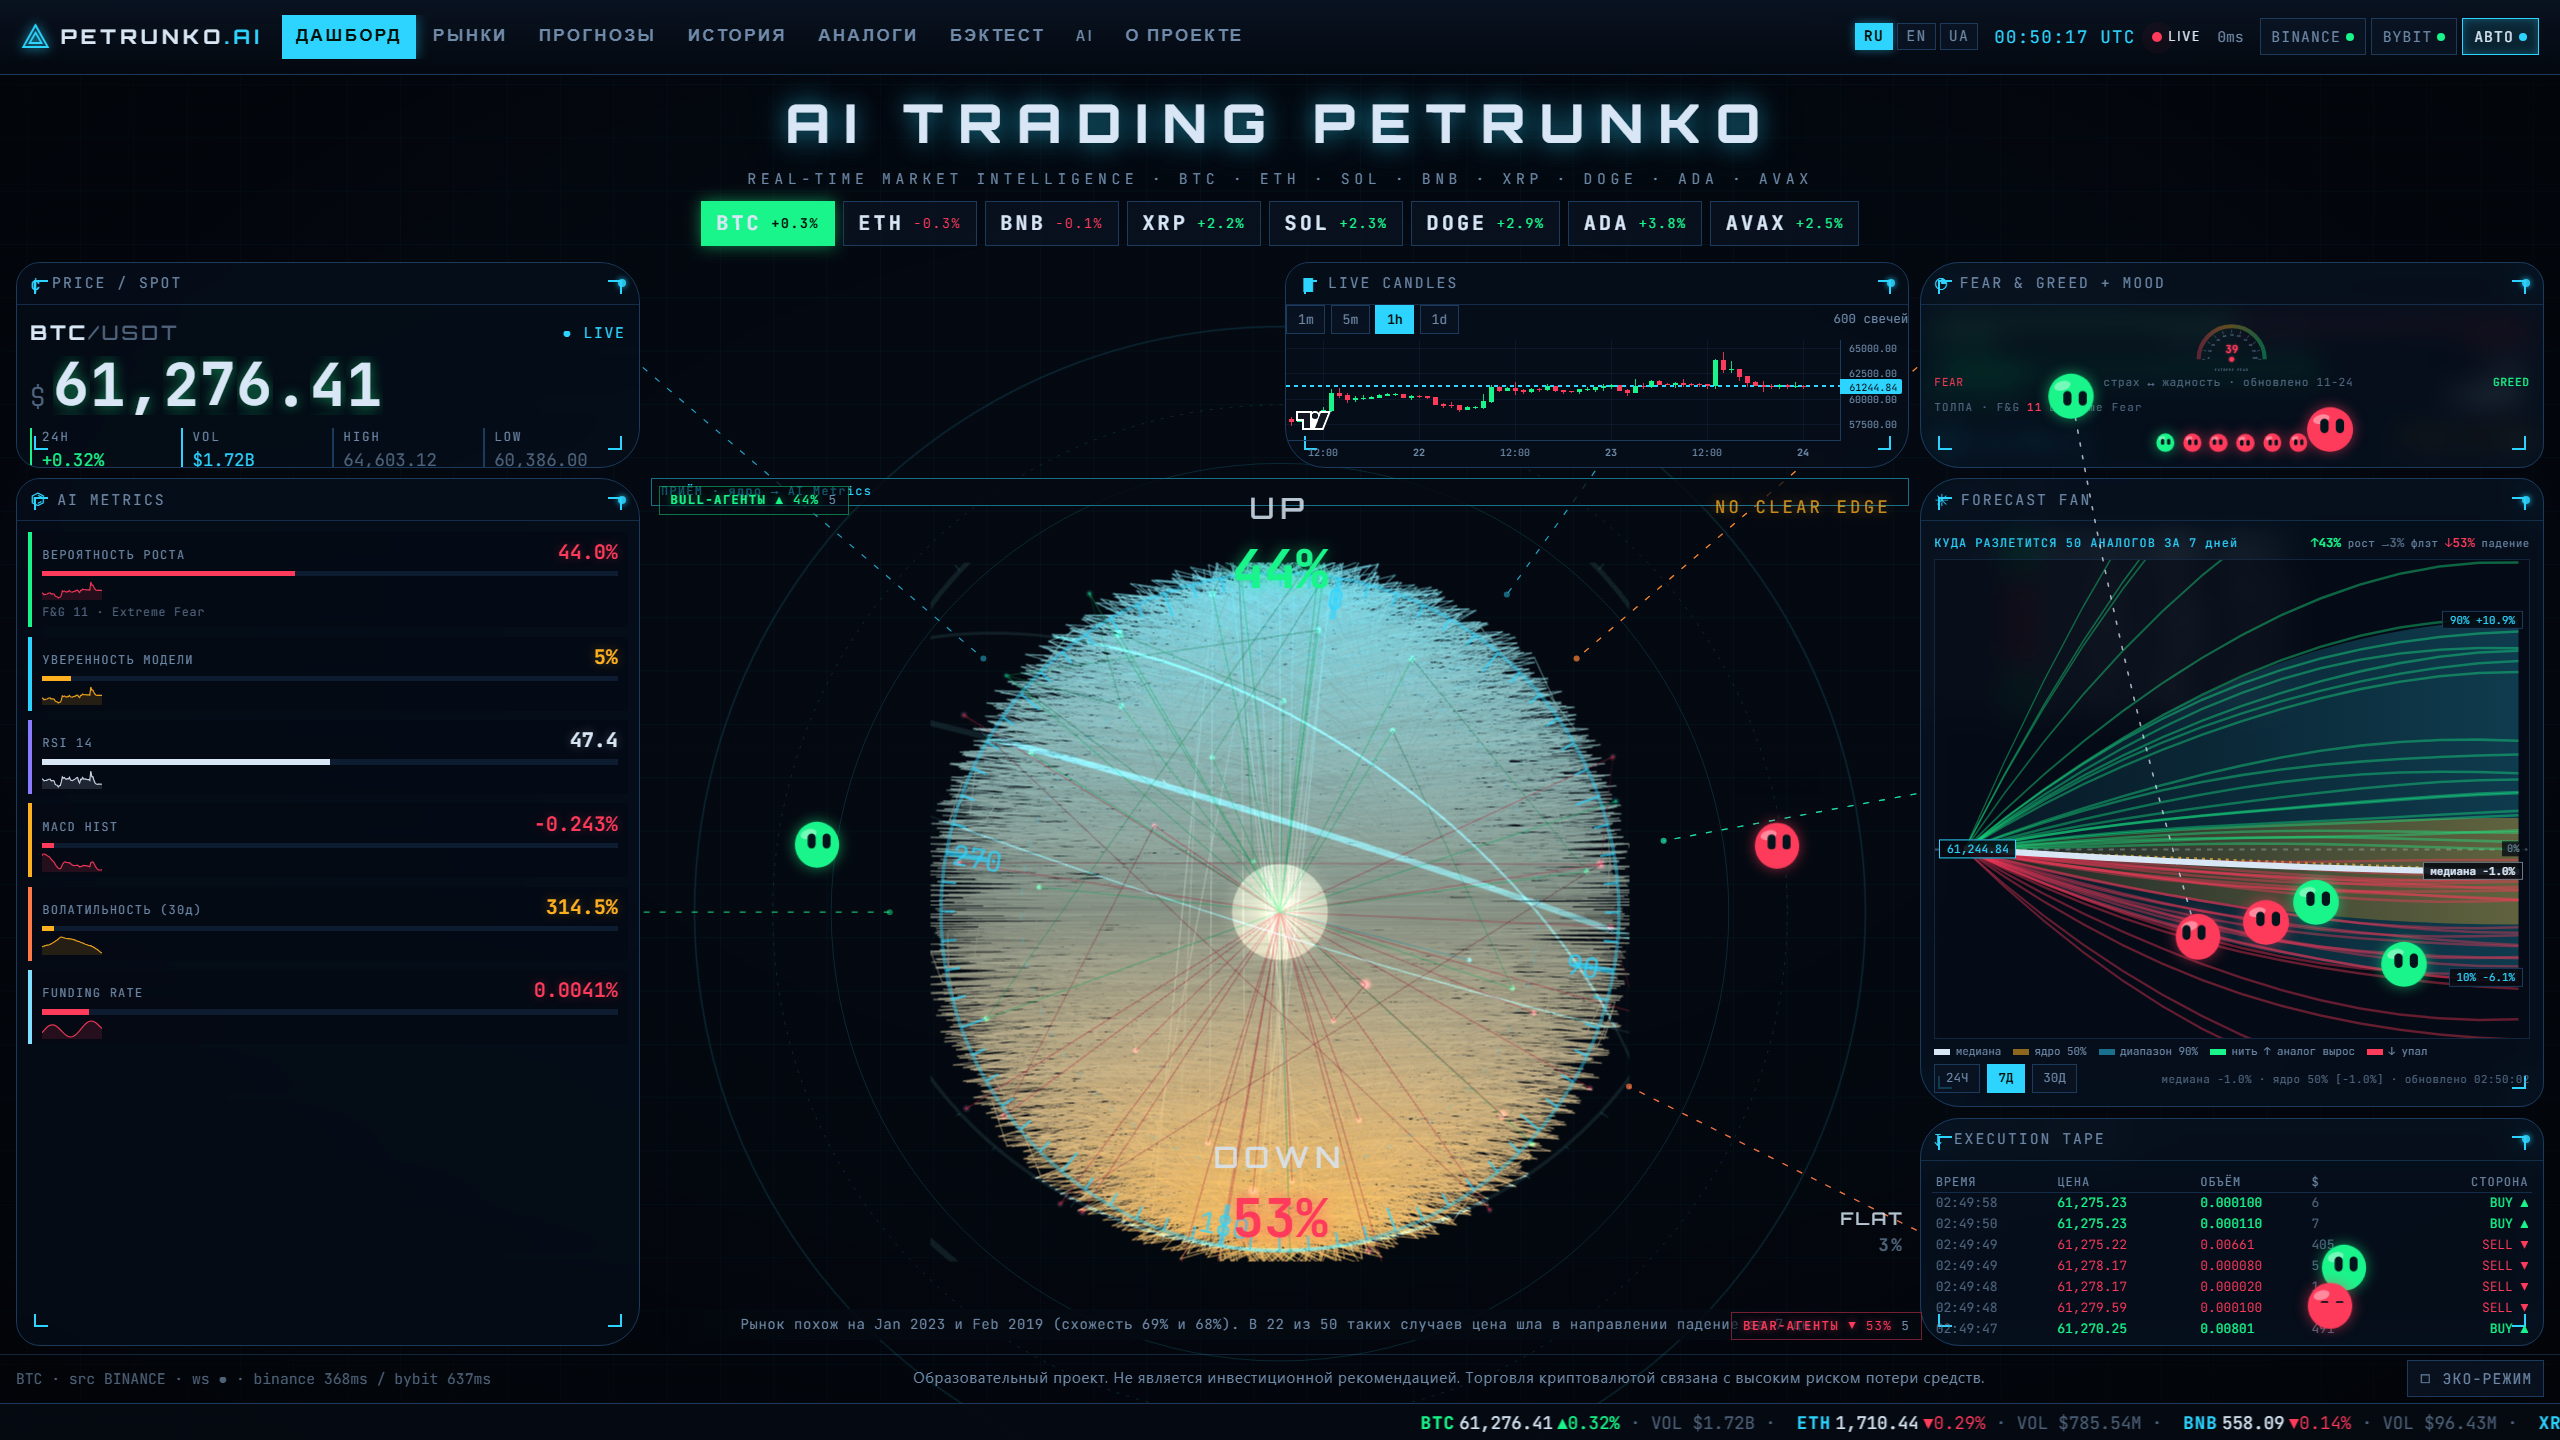 PETRUNKO.AI ДАШБОРД РЫНКИ ПРОГНОЗЫ ИСТОРИЯ АНАЛОГИ БЭКТЕСТ AI О ПРОЕКТЕ RU EN UA 00:50:17 UTC LIVE 0ms BINANCE BYBIT АВТО
AI TRADING PETRUNKO
REAL-TIME MARKET INTELLIGENCE · BTC · ETH · SOL · BNB · XRP · DOGE · ADA · AVAX
BTC +0.3% ETH -0.3% BNB -0.1% XRP +2.2% SOL +2.3% DOGE +2.9% ADA +3.8% AVAX +2.5%
PRICE / SPOT
BTC/USDT ● LIVE
$ 61,276.41
24H VOL HIGH LOW
+0.32% $1.72B 64,603.12 60,386.00
LIVE CANDLES
1m 5m 1h 1d 600 свечей
65000.00
62500.00
61244.84
60000.00
57500.00
12:00 22 12:00 23 12:00 24
FEAR & GREED + MOOD
39
FEAR страх ↔ жадность · обновлено 11-24 GREED
ТОЛПА · F&G 11 Fear
AI METRICS
ВЕРОЯТНОСТЬ РОСТА 44.0%
F&G 11 · Extreme Fear
УВЕРЕННОСТЬ МОДЕЛИ 5%
RSI 14 47.4
MACD HIST -0.243%
ВОЛАТИЛЬНОСТЬ (30д) 314.5%
FUNDING RATE 0.0041%
ПРИЁМ · ядро → AI Metrics
BULL-АГЕНТЫ ▲ 44% 5
UP
44%
NO CLEAR EDGE
0
270
90
DOWN
53%
FLAT
3%
Рынок похож на Jan 2023 и Feb 2019 (схожесть 69% и 68%). В 22 из 50 таких случаев цена шла в направлении падение
BEAR-АГЕНТЫ ▼ 53% 5
FORECAST FAN
КУДА РАЗЛЕТИТСЯ 50 АНАЛОГОВ ЗА 7 дней ↑43% рост →3% флэт ↓53% падение
90% +10.9%
61,244.84
0%
медиана -1.0%
10% -6.1%
медиана ядро 50% диапазон 90% нить ↑ аналог вырос ↓ упал
24Ч 7Д 30Д медиана -1.0% · ядро 50% [-1.0%] · обновлено 02:50:02
EXECUTION TAPE
ВРЕМЯ ЦЕНА ОБЪЁМ $ СТОРОНА
02:49:58 61,275.23 0.000100 6 BUY ▲
02:49:50 61,275.23 0.000110 7 BUY ▲
02:49:49 61,275.22 0.00661 405 SELL ▼
02:49:49 61,278.17 0.000080 5 SELL ▼
02:49:48 61,278.17 0.000020 1 SELL ▼
02:49:48 61,279.59 0.000100 SELL ▼
02:49:47 61,270.25 0.00801 491 BUY ▲
BTC · src BINANCE · ws ● · binance 368ms / bybit 637ms
Образовательный проект. Не является инвестиционной рекомендацией. Торговля криптовалютой связана с высоким риском потери средств.
ЭКО-РЕЖИМ
BTC 61,276.41 ▲0.32% · VOL $1.72B · ETH 1,710.44 ▼0.29% · VOL $785.54M · BNB 558.09 ▼0.14% · VOL $96.43M · XR